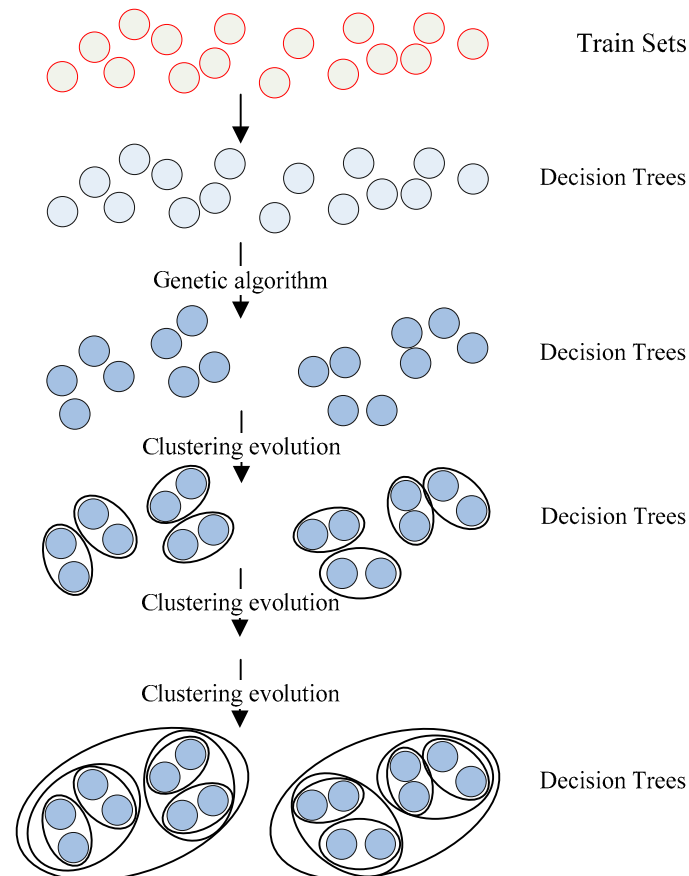 Train Sets
Decision Trees
Genetic algorithm
Decision Trees
Clustering evolution
Decision Trees
Clustering evolution
Clustering evolution
Decision Trees